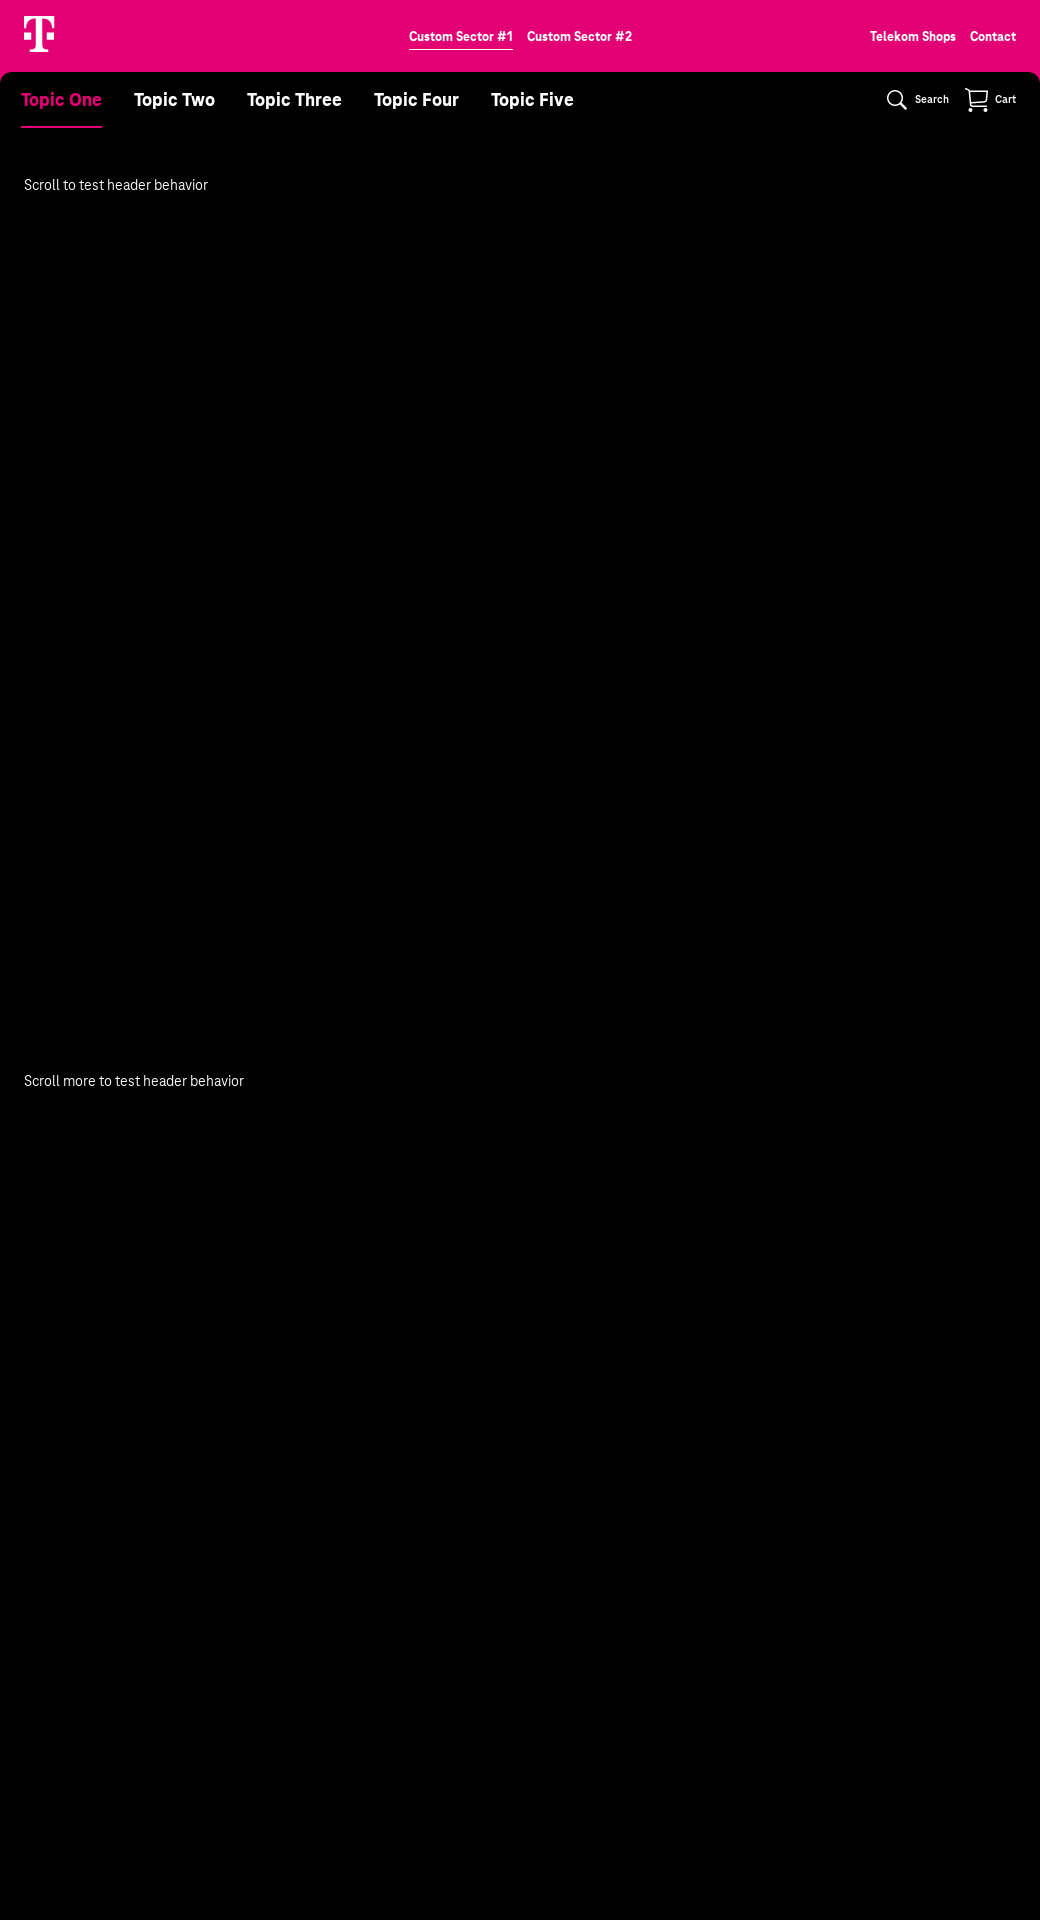 T
Custom Sector #1 Custom Sector #2
Telekom Shops Contact
Topic One Topic Two Topic Three Topic Four Topic Five
Search Cart
Scroll to test header behavior
Scroll more to test header behavior